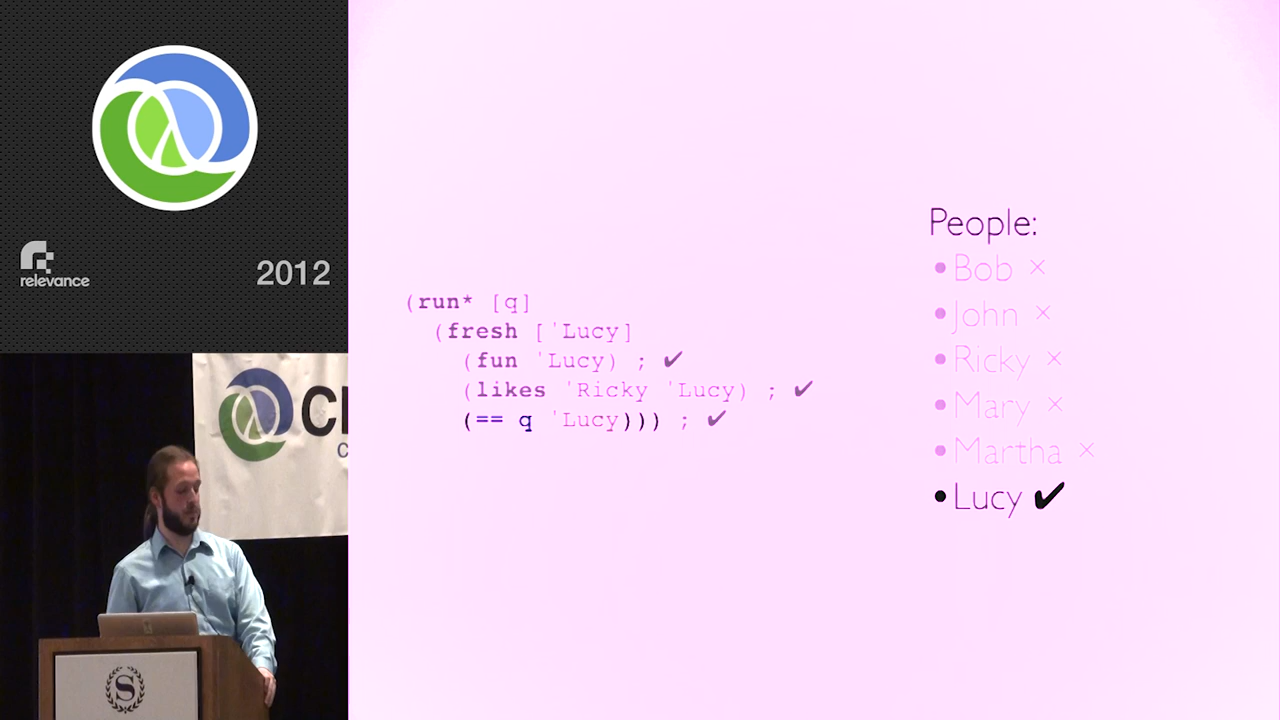 relevance
2012
(run* [q]
(fresh ['Lucy]
(fun 'Lucy) ; ✔
(likes 'Ricky 'Lucy) ; ✔
(== q 'Lucy))) ; ✔
People:
• Bob ×
• John ×
• Ricky ×
• Mary ×
• Martha ×
• Lucy ✔
S